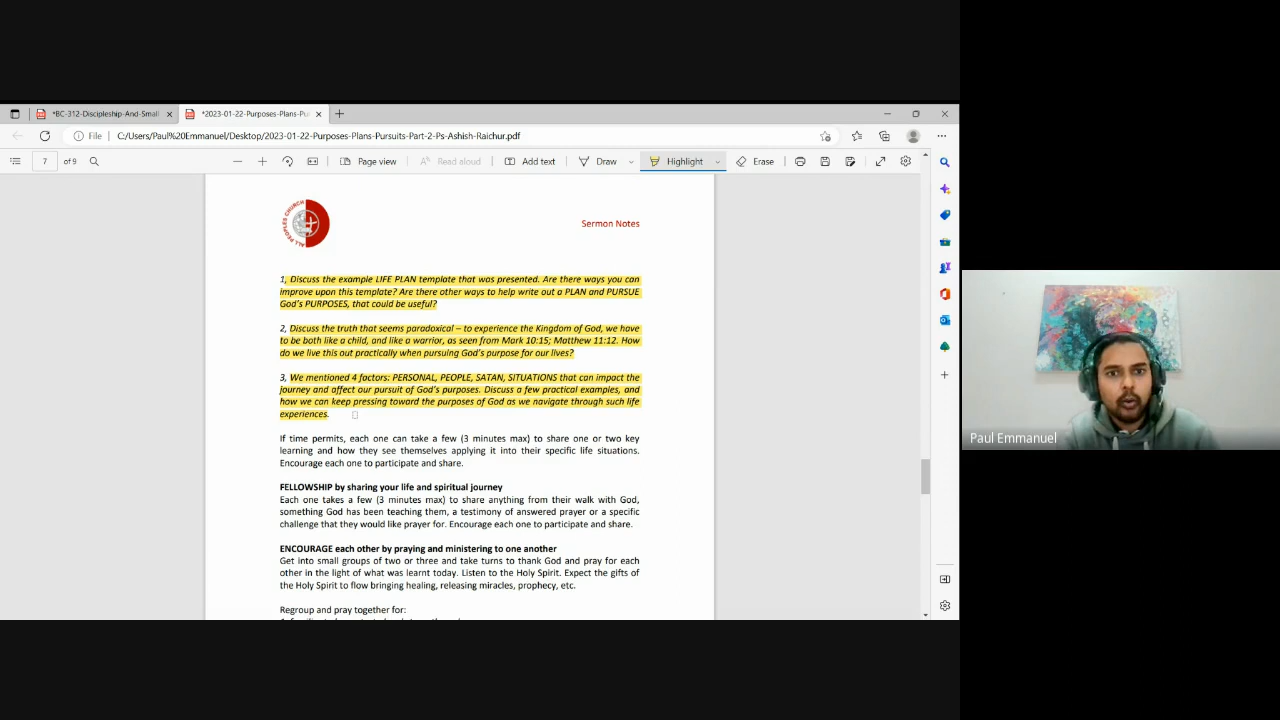 *BC-312-Discipleship-And-Small
*2023-01-22-Purposes-Plans-Pu
File
C:/Users/Paul%20Emmanuel/Desktop/2023-01-22-Purposes-Plans-Pursuits-Part-2-Ps-Ashish-Raichur.pdf
7 of 9
Page view
Read aloud
Add text
Draw
Highlight
Erase
ALL PEOPLES CHURCH
Sermon Notes
1, Discuss the example LIFE PLAN template that was presented. Are there ways you can
improve upon this template? Are there other ways to help write out a PLAN and PURSUE
God's PURPOSES, that could be useful?
2, Discuss the truth that seems paradoxical – to experience the Kingdom of God, we have
to be both like a child, and like a warrior, as seen from Mark 10:15; Matthew 11:12. How
do we live this out practically when pursuing God's purpose for our lives?
3, We mentioned 4 factors: PERSONAL, PEOPLE, SATAN, SITUATIONS that can impact the
journey and affect our pursuit of God's purposes. Discuss a few practical examples, and
how we can keep pressing toward the purposes of God as we navigate through such life
experiences.
If time permits, each one can take a few (3 minutes max) to share one or two key
learning and how they see themselves applying it into their specific life situations.
Encourage each one to participate and share.
FELLOWSHIP by sharing your life and spiritual journey
Each one takes a few (3 minutes max) to share anything from their walk with God,
something God has been teaching them, a testimony of answered prayer or a specific
challenge that they would like prayer for. Encourage each one to participate and share.
ENCOURAGE each other by praying and ministering to one another
Get into small groups of two or three and take turns to thank God and pray for each
other in the light of what was learnt today. Listen to the Holy Spirit. Expect the gifts of
the Holy Spirit to flow bringing healing, releasing miracles, prophecy, etc.
Regroup and pray together for:
Paul Emmanuel